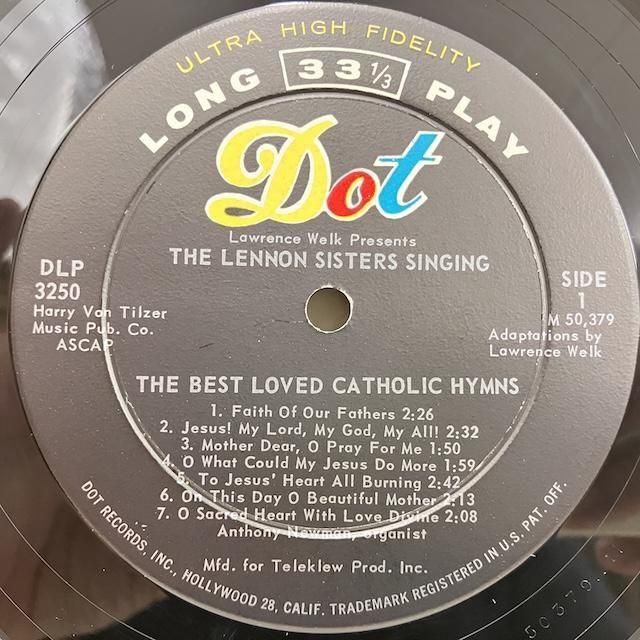 ULTRA HIGH FIDELITY
LONG 33 1/3 PLAY
Dot
Lawrence Welk Presents
THE LENNON SISTERS SINGING
DLP
3250
Harry Von Tilzer
Music Pub. Co.
ASCAP
SIDE
1
M 50,379
Adaptations by
Lawrence Welk
THE BEST LOVED CATHOLIC HYMNS
1. Faith Of Our Fathers 2:26
2. Jesus! My Lord, My God, My All! 2:32
3. Mother Dear, O Pray For Me 1:50
4. O What Could My Jesus Do More 1:59
5. To Jesus' Heart All Burning 2:42
6. On This Day O Beautiful Mother 2:13
7. O Sacred Heart With Love Divine 2:08
Anthony Newman, organist
Mfd. for Teleklew Prod. Inc.
DOT RECORDS, INC., HOLLYWOOD 28, CALIF. TRADEMARK REGISTERED IN U.S. PAT. OFF.
50379